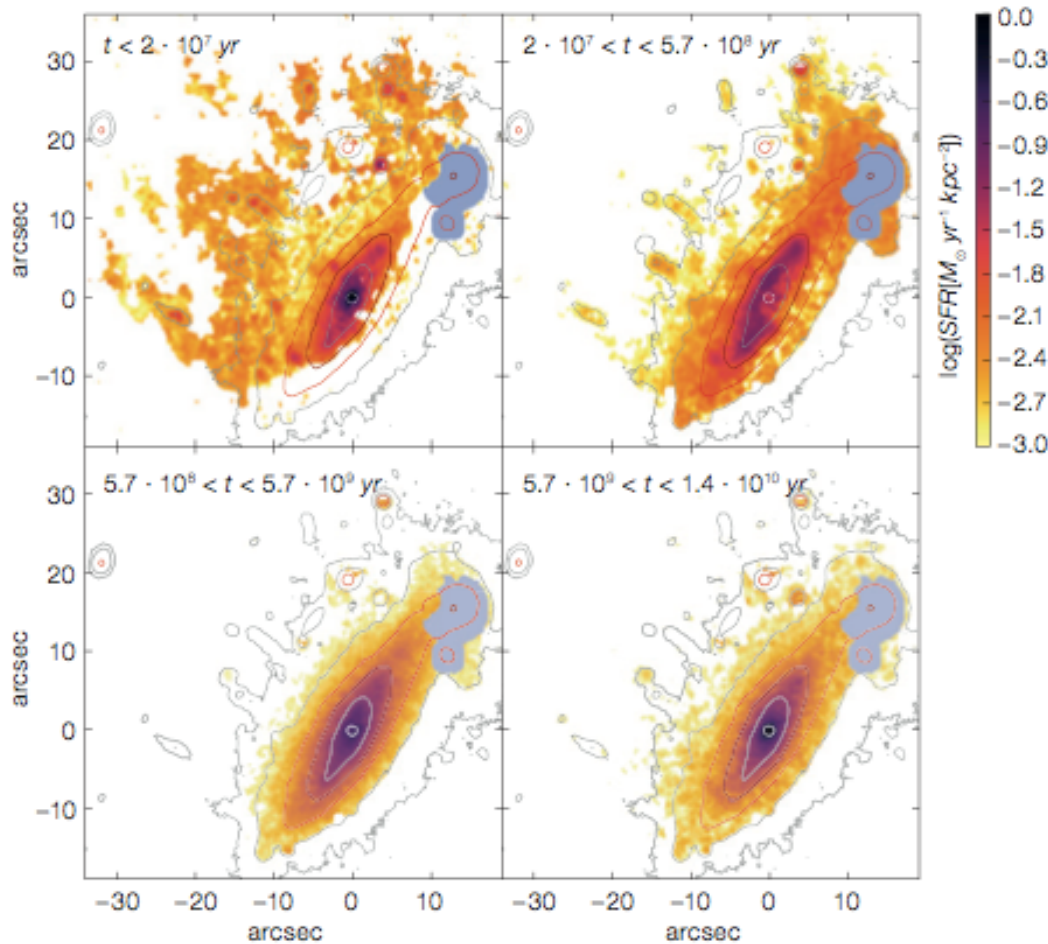 t < 2 · 10⁷ yr
2 · 10⁷ < t < 5.7 · 10⁸ yr
5.7 · 10⁸ < t < 5.7 · 10⁹ yr
5.7 · 10⁹ < t < 1.4 · 10¹⁰ yr
30
20
10
0
−10
arcsec
30
20
10
0
−10
arcsec
−30 −20 −10 0 10
arcsec
−30 −20 −10 0 10
arcsec
0.0
−0.3
−0.6
−0.9
−1.2
−1.5
−1.8
−2.1
−2.4
−2.7
−3.0
log(SFR[M⊙ yr⁻¹ kpc⁻²])